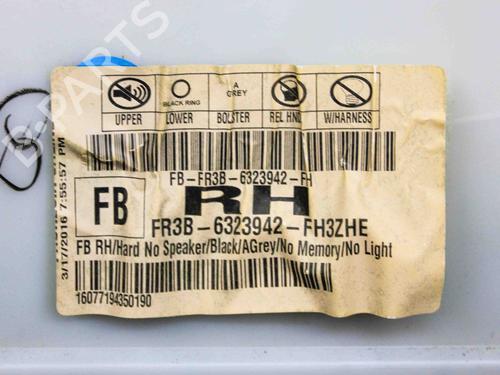 B-PARTS
A
GREY
BLACK RING
UPPER LOWER BOLSTER REL HNDL W/HARNESS
FB-FR3B-6323942-FH
RH
FB
FR3B-6323942-FH3ZHE
FB RH/Hard No Speaker/Black/AGrey/No Memory/No Light
16077194350190
3/17/2016 7:55:57 PM